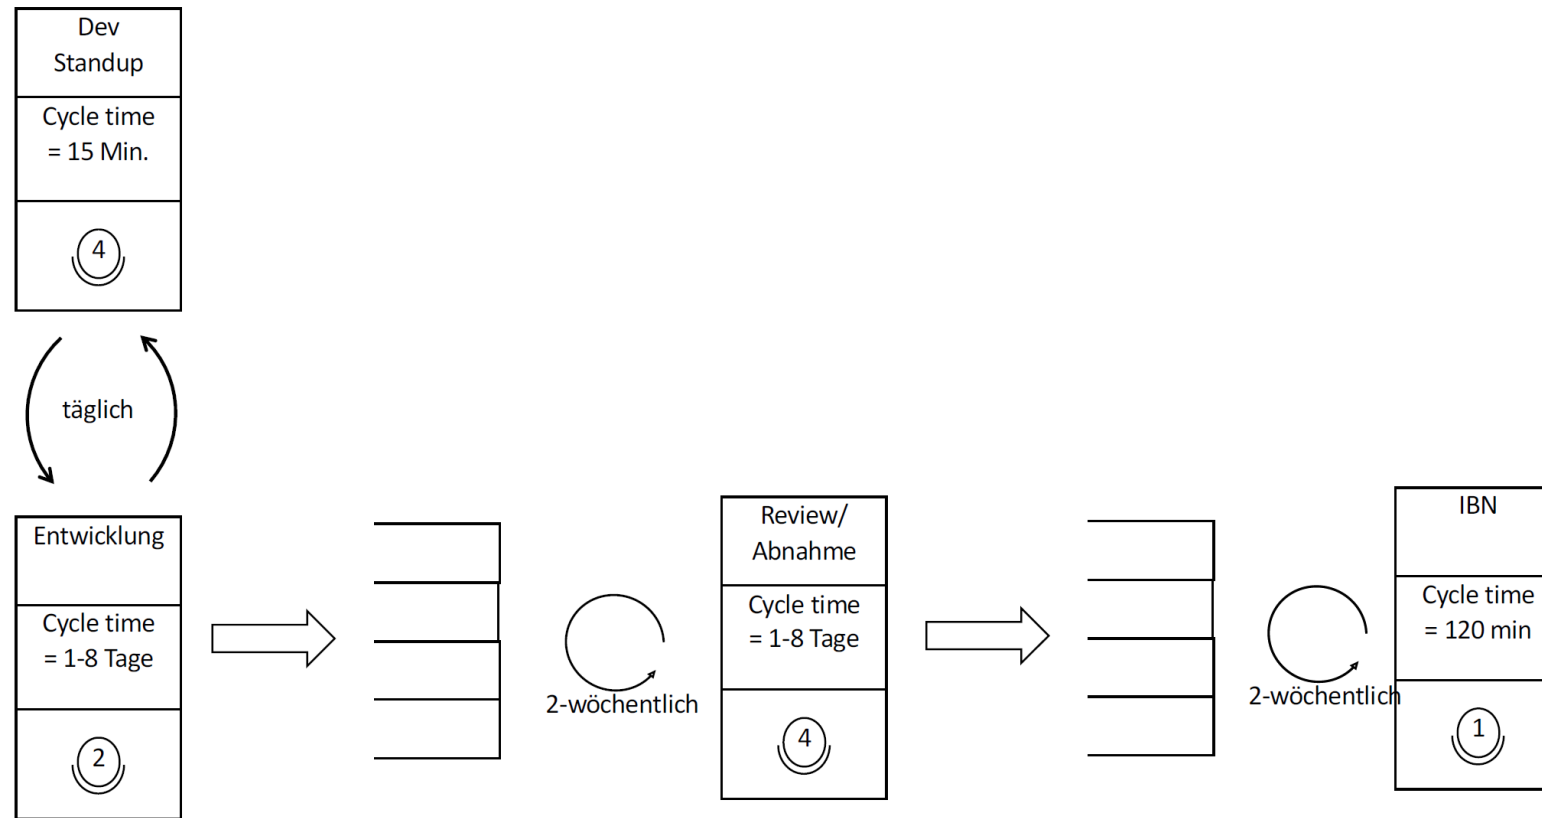 Dev
Standup
Cycle time
= 15 Min.
4
täglich
Entwicklung
Cycle time
= 1-8 Tage
2
2-wöchentlich
Review/
Abnahme
Cycle time
= 1-8 Tage
4
2-wöchentlich
IBN
Cycle time
= 120 min
1